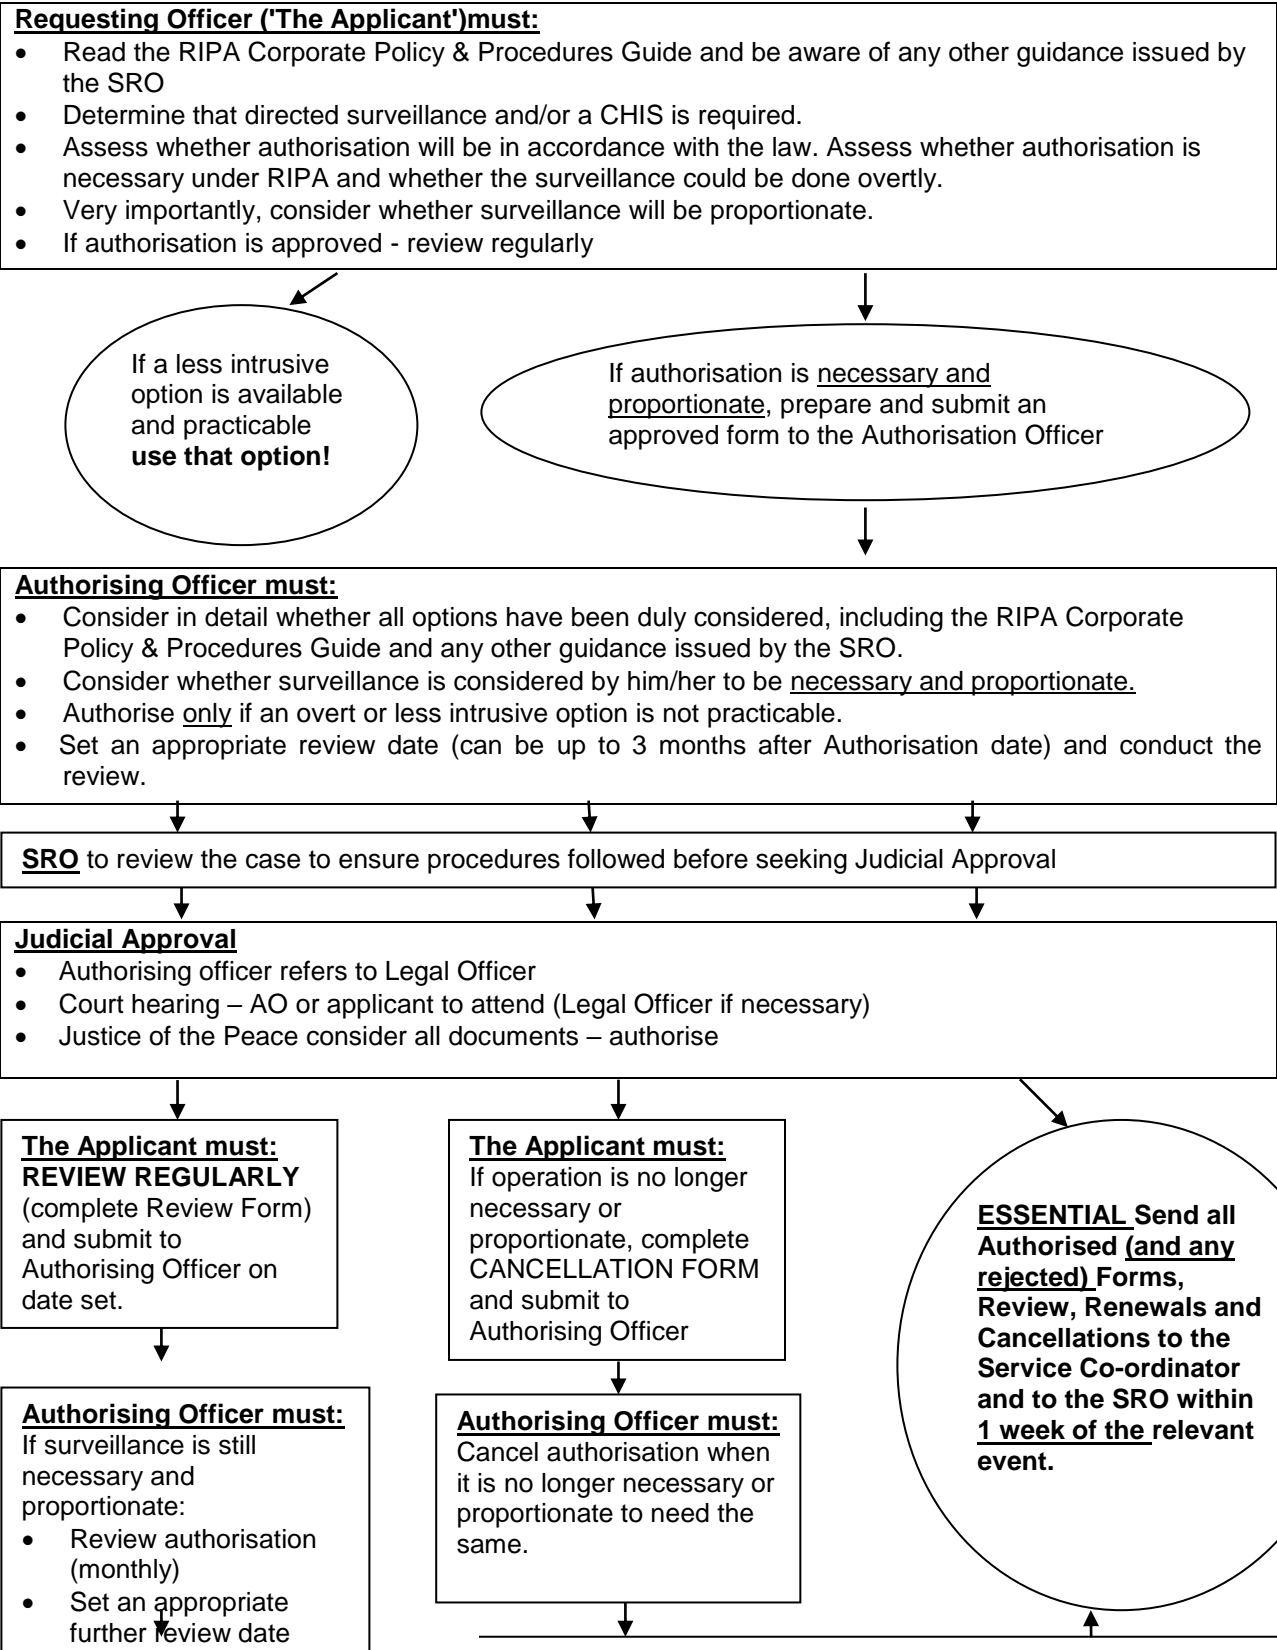 Requesting Officer ('The Applicant')must:
• Read the RIPA Corporate Policy & Procedures Guide and be aware of any other guidance issued by
the SRO
• Determine that directed surveillance and/or a CHIS is required.
• Assess whether authorisation will be in accordance with the law. Assess whether authorisation is
necessary under RIPA and whether the surveillance could be done overtly.
• Very importantly, consider whether surveillance will be proportionate.
• If authorisation is approved - review regularly
If a less intrusive
option is available
and practicable
use that option!
If authorisation is necessary and
proportionate, prepare and submit an
approved form to the Authorisation Officer
Authorising Officer must:
• Consider in detail whether all options have been duly considered, including the RIPA Corporate
Policy & Procedures Guide and any other guidance issued by the SRO.
• Consider whether surveillance is considered by him/her to be necessary and proportionate.
• Authorise only if an overt or less intrusive option is not practicable.
• Set an appropriate review date (can be up to 3 months after Authorisation date) and conduct the
review.
SRO to review the case to ensure procedures followed before seeking Judicial Approval
Judicial Approval
• Authorising officer refers to Legal Officer
• Court hearing – AO or applicant to attend (Legal Officer if necessary)
• Justice of the Peace consider all documents – authorise
The Applicant must:
REVIEW REGULARLY
(complete Review Form)
and submit to
Authorising Officer on
date set.
The Applicant must:
If operation is no longer
necessary or
proportionate, complete
CANCELLATION FORM
and submit to
Authorising Officer
ESSENTIAL Send all
Authorised (and any
rejected) Forms,
Review, Renewals and
Cancellations to the
Service Co-ordinator
and to the SRO within
1 week of the relevant
event.
Authorising Officer must:
If surveillance is still
necessary and
proportionate:
• Review authorisation
(monthly)
• Set an appropriate
further review date
Authorising Officer must:
Cancel authorisation when
it is no longer necessary or
proportionate to need the
same.